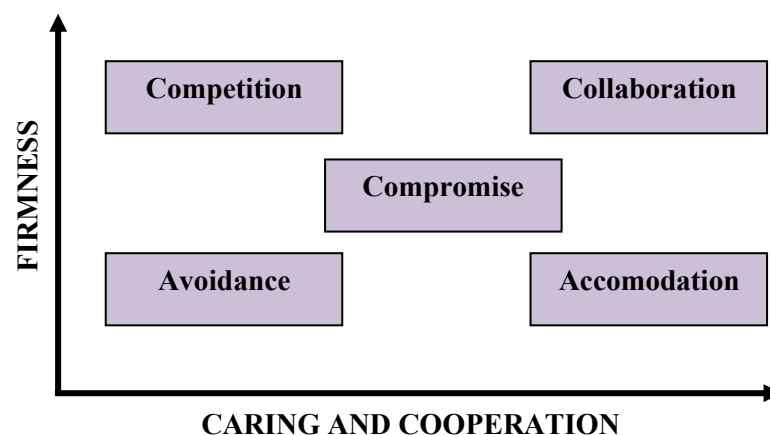 FIRMNESS
Competition
Collaboration
Compromise
Avoidance
Accomodation
CARING AND COOPERATION